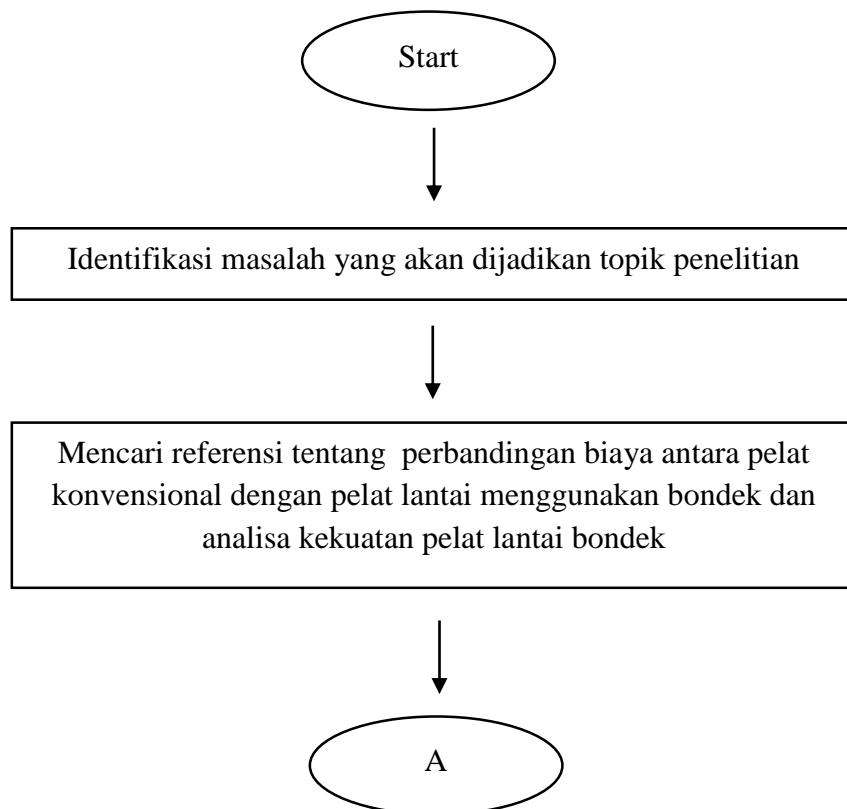 Start
Identifikasi masalah yang akan dijadikan topik penelitian
Mencari referensi tentang  perbandingan biaya antara pelat
konvensional dengan pelat lantai menggunakan bondek dan
analisa kekuatan pelat lantai bondek
A